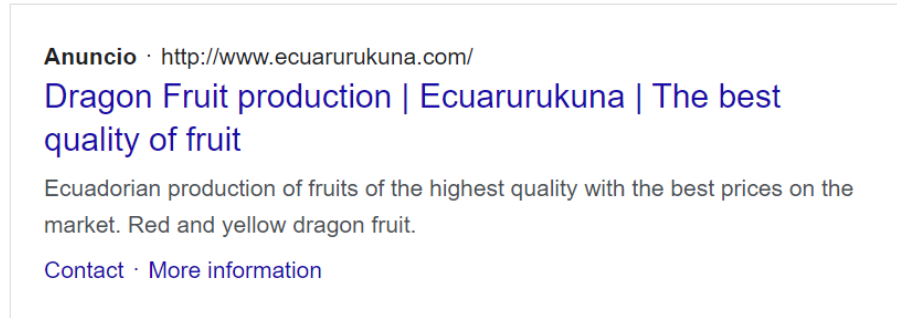 Anuncio · http://www.ecuarurukuna.com/
Dragon Fruit production | Ecuarurukuna | The best
quality of fruit
Ecuadorian production of fruits of the highest quality with the best prices on the
market. Red and yellow dragon fruit.
Contact · More information